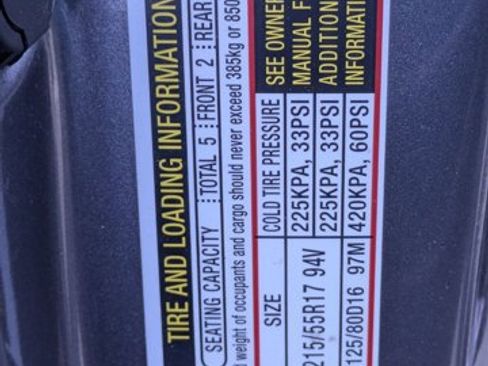 TIRE AND LOADING INFORMATION
SEATING CAPACITY TOTAL 5 FRONT 2 REAR
weight of occupants and cargo should never exceed 385kg or 850
SIZE COLD TIRE PRESSURE SEE OWNER
215/55R17 94V 225KPA, 33PSI MANUAL F
225KPA, 33PSI ADDITION
125/80D16 97M 420KPA, 60PSI INFORMATI